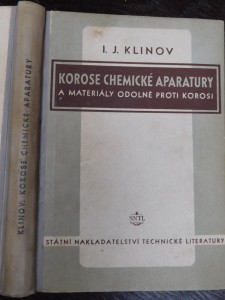 I. J. KLINOV
KOROSE CHEMICKÉ APARATURY
A MATERIÁLY ODOLNÉ PROTI KOROSI
SNTL
STÁTNÍ NAKLADATELSTVÍ TECHNICKÉ LITERATURY
KLINOV: KOROSE CHEMICKÉ APARATURY